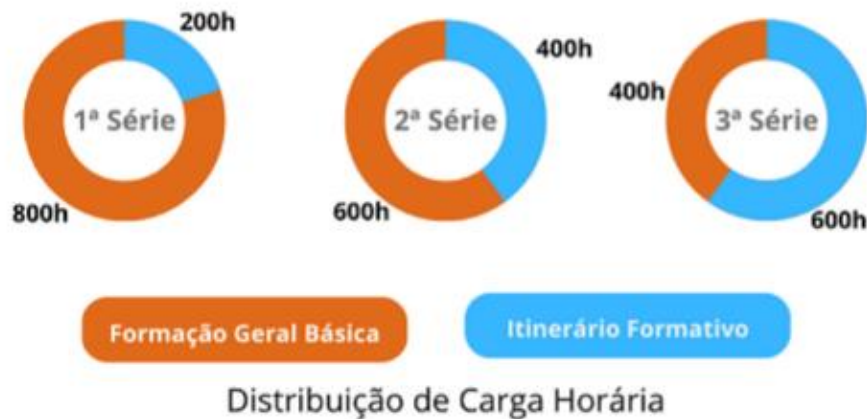 200h
1ª Série
800h
400h
2ª Série
600h
400h
3ª Série
600h
Formação Geral Básica
Itinerário Formativo
Distribuição de Carga Horária